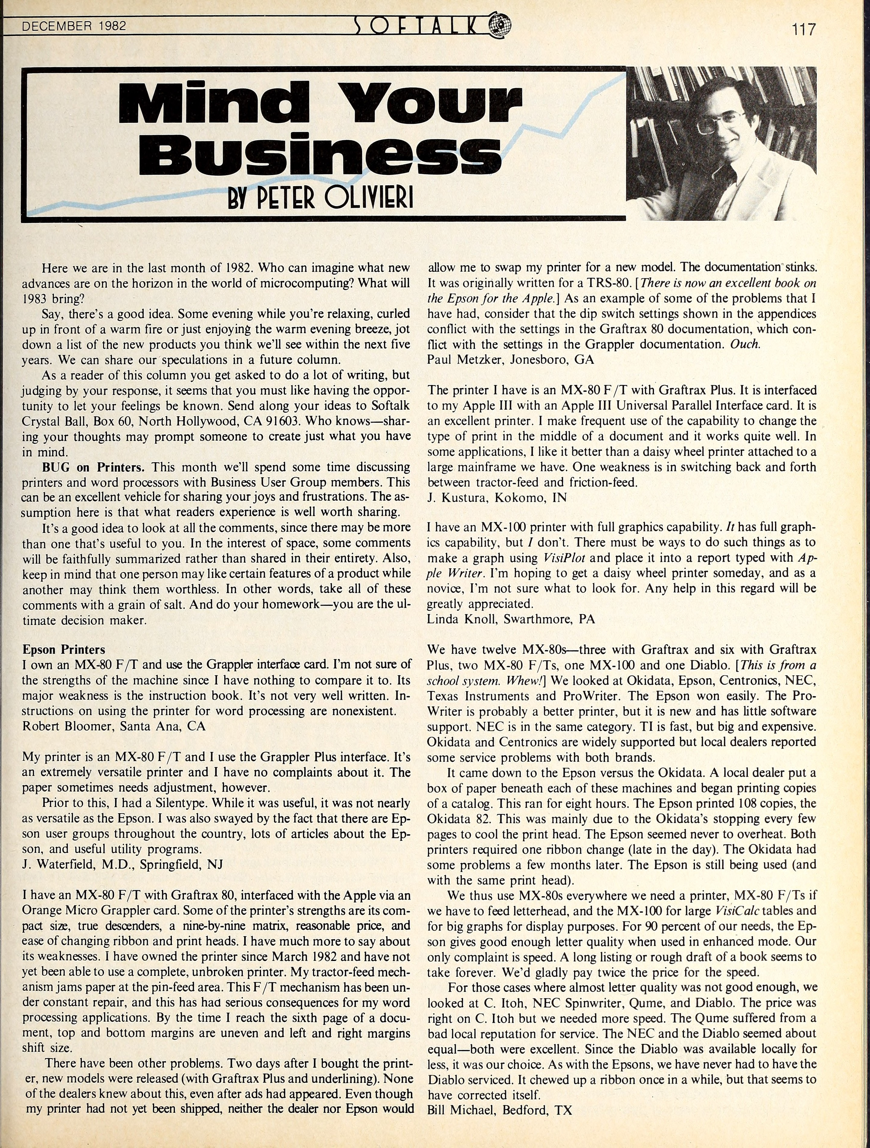 DECEMBER 1982
SOFTALK
117
Mind Your
Business
BY PETER OLIVIERI
Here we are in the last month of 1982. Who can imagine what new
advances are on the horizon in the world of microcomputing? What will
1983 bring?
Say, there's a good idea. Some evening while you're relaxing, curled
up in front of a warm fire or just enjoying the warm evening breeze, jot
down a list of the new products you think we'll see within the next five
years. We can share our speculations in a future column.
As a reader of this column you get asked to do a lot of writing, but
judging by your response, it seems that you must like having the oppor-
tunity to let your feelings be known. Send along your ideas to Softalk
Crystal Ball, Box 60, North Hollywood, CA 91603. Who knows—shar-
ing your thoughts may prompt someone to create just what you have
in mind.
BUG on Printers. This month we'll spend some time discussing
printers and word processors with Business User Group members. This
can be an excellent vehicle for sharing your joys and frustrations. The as-
sumption here is that what readers experience is well worth sharing.
It's a good idea to look at all the comments, since there may be more
than one that's useful to you. In the interest of space, some comments
will be faithfully summarized rather than shared in their entirety. Also,
keep in mind that one person may like certain features of a product while
another may think them worthless. In other words, take all of these
comments with a grain of salt. And do your homework—you are the ul-
timate decision maker.
Epson Printers
I own an MX-80 F/T and use the Grappler interface card. I'm not sure of
the strengths of the machine since I have nothing to compare it to. Its
major weakness is the instruction book. It's not very well written. In-
structions on using the printer for word processing are nonexistent.
Robert Bloomer, Santa Ana, CA
My printer is an MX-80 F/T and I use the Grappler Plus interface. It's
an extremely versatile printer and I have no complaints about it. The
paper sometimes needs adjustment, however.
Prior to this, I had a Silentype. While it was useful, it was not nearly
as versatile as the Epson. I was also swayed by the fact that there are Ep-
son user groups throughout the country, lots of articles about the Ep-
son, and useful utility programs.
J. Waterfield, M.D., Springfield, NJ
I have an MX-80 F/T with Graftrax 80, interfaced with the Apple via an
Orange Micro Grappler card. Some of the printer's strengths are its com-
pact size, true descenders, a nine-by-nine matrix, reasonable price, and
ease of changing ribbon and print heads. I have much more to say about
its weaknesses. I have owned the printer since March 1982 and have not
yet been able to use a complete, unbroken printer. My tractor-feed mech-
anism jams paper at the pin-feed area. This F/T mechanism has been un-
der constant repair, and this has had serious consequences for my word
processing applications. By the time I reach the sixth page of a docu-
ment, top and bottom margins are uneven and left and right margins
shift size.
There have been other problems. Two days after I bought the print-
er, new models were released (with Graftrax Plus and underlining). None
of the dealers knew about this, even after ads had appeared. Even though
my printer had not yet been shipped, neither the dealer nor Epson would
allow me to swap my printer for a new model. The documentation stinks.
It was originally written for a TRS-80. [There is now an excellent book on
the Epson for the Apple.] As an example of some of the problems that I
have had, consider that the dip switch settings shown in the appendices
conflict with the settings in the Graftrax 80 documentation, which con-
flict with the settings in the Grappler documentation. Ouch.
Paul Metzker, Jonesboro, GA
The printer I have is an MX-80 F/T with Graftrax Plus. It is interfaced
to my Apple III with an Apple III Universal Parallel Interface card. It is
an excellent printer. I make frequent use of the capability to change the
type of print in the middle of a document and it works quite well. In
some applications, I like it better than a daisy wheel printer attached to a
large mainframe we have. One weakness is in switching back and forth
between tractor-feed and friction-feed.
J. Kustura, Kokomo, IN
I have an MX-100 printer with full graphics capability. It has full graph-
ics capability, but I don't. There must be ways to do such things as to
make a graph using VisiPlot and place it into a report typed with Ap-
ple Writer. I'm hoping to get a daisy wheel printer someday, and as a
novice, I'm not sure what to look for. Any help in this regard will be
greatly appreciated.
Linda Knoll, Swarthmore, PA
We have twelve MX-80s—three with Graftrax and six with Graftrax
Plus, two MX-80 F/Ts, one MX-100 and one Diablo. [This is from a
school system. Whew!] We looked at Okidata, Epson, Centronics, NEC,
Texas Instruments and ProWriter. The Epson won easily. The Pro-
Writer is probably a better printer, but it is new and has little software
support. NEC is in the same category. TI is fast, but big and expensive.
Okidata and Centronics are widely supported but local dealers reported
some service problems with both brands.
It came down to the Epson versus the Okidata. A local dealer put a
box of paper beneath each of these machines and began printing copies
of a catalog. This ran for eight hours. The Epson printed 108 copies, the
Okidata 82. This was mainly due to the Okidata's stopping every few
pages to cool the print head. The Epson seemed never to overheat. Both
printers required one ribbon change (late in the day). The Okidata had
some problems a few months later. The Epson is still being used (and
with the same print head).
We thus use MX-80s everywhere we need a printer, MX-80 F/Ts if
we have to feed letterhead, and the MX-100 for large VisiCalc tables and
for big graphs for display purposes. For 90 percent of our needs, the Ep-
son gives good enough letter quality when used in enhanced mode. Our
only complaint is speed. A long listing or rough draft of a book seems to
take forever. We'd gladly pay twice the price for the speed.
For those cases where almost letter quality was not good enough, we
looked at C. Itoh, NEC Spinwriter, Qume, and Diablo. The price was
right on C. Itoh but we needed more speed. The Qume suffered from a
bad local reputation for service. The NEC and the Diablo seemed about
equal—both were excellent. Since the Diablo was available locally for
less, it was our choice. As with the Epsons, we have never had to have the
Diablo serviced. It chewed up a ribbon once in a while, but that seems to
have corrected itself.
Bill Michael, Bedford, TX